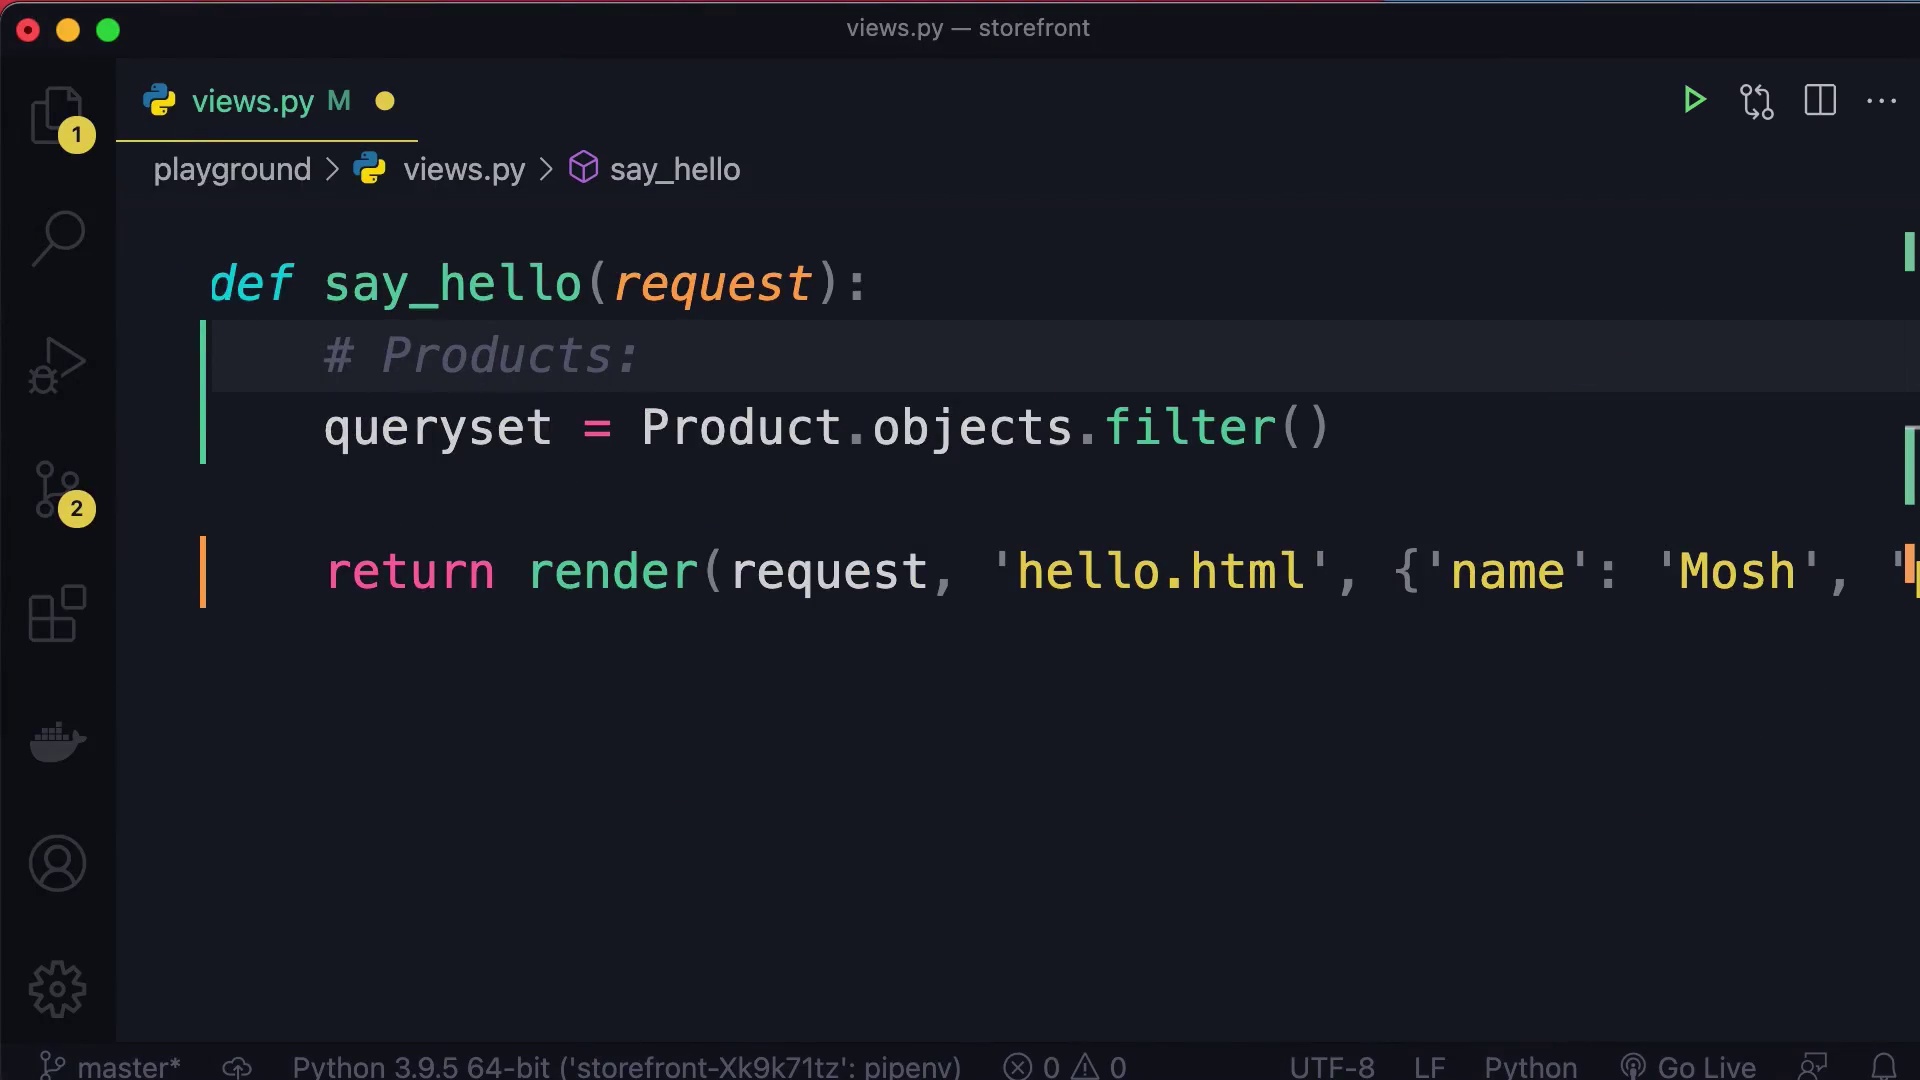 views.py — storefront
views.py M
1
playground > views.py > say_hello
def say_hello(request):
# Products:
queryset = Product.objects.filter()
2
return render(request, 'hello.html', {'name': 'Mosh', '
master* Python 3.9.5 64-bit ('storefront-Xk9k71tz': pipenv) 0 0 UTF-8 LF Python Go Live